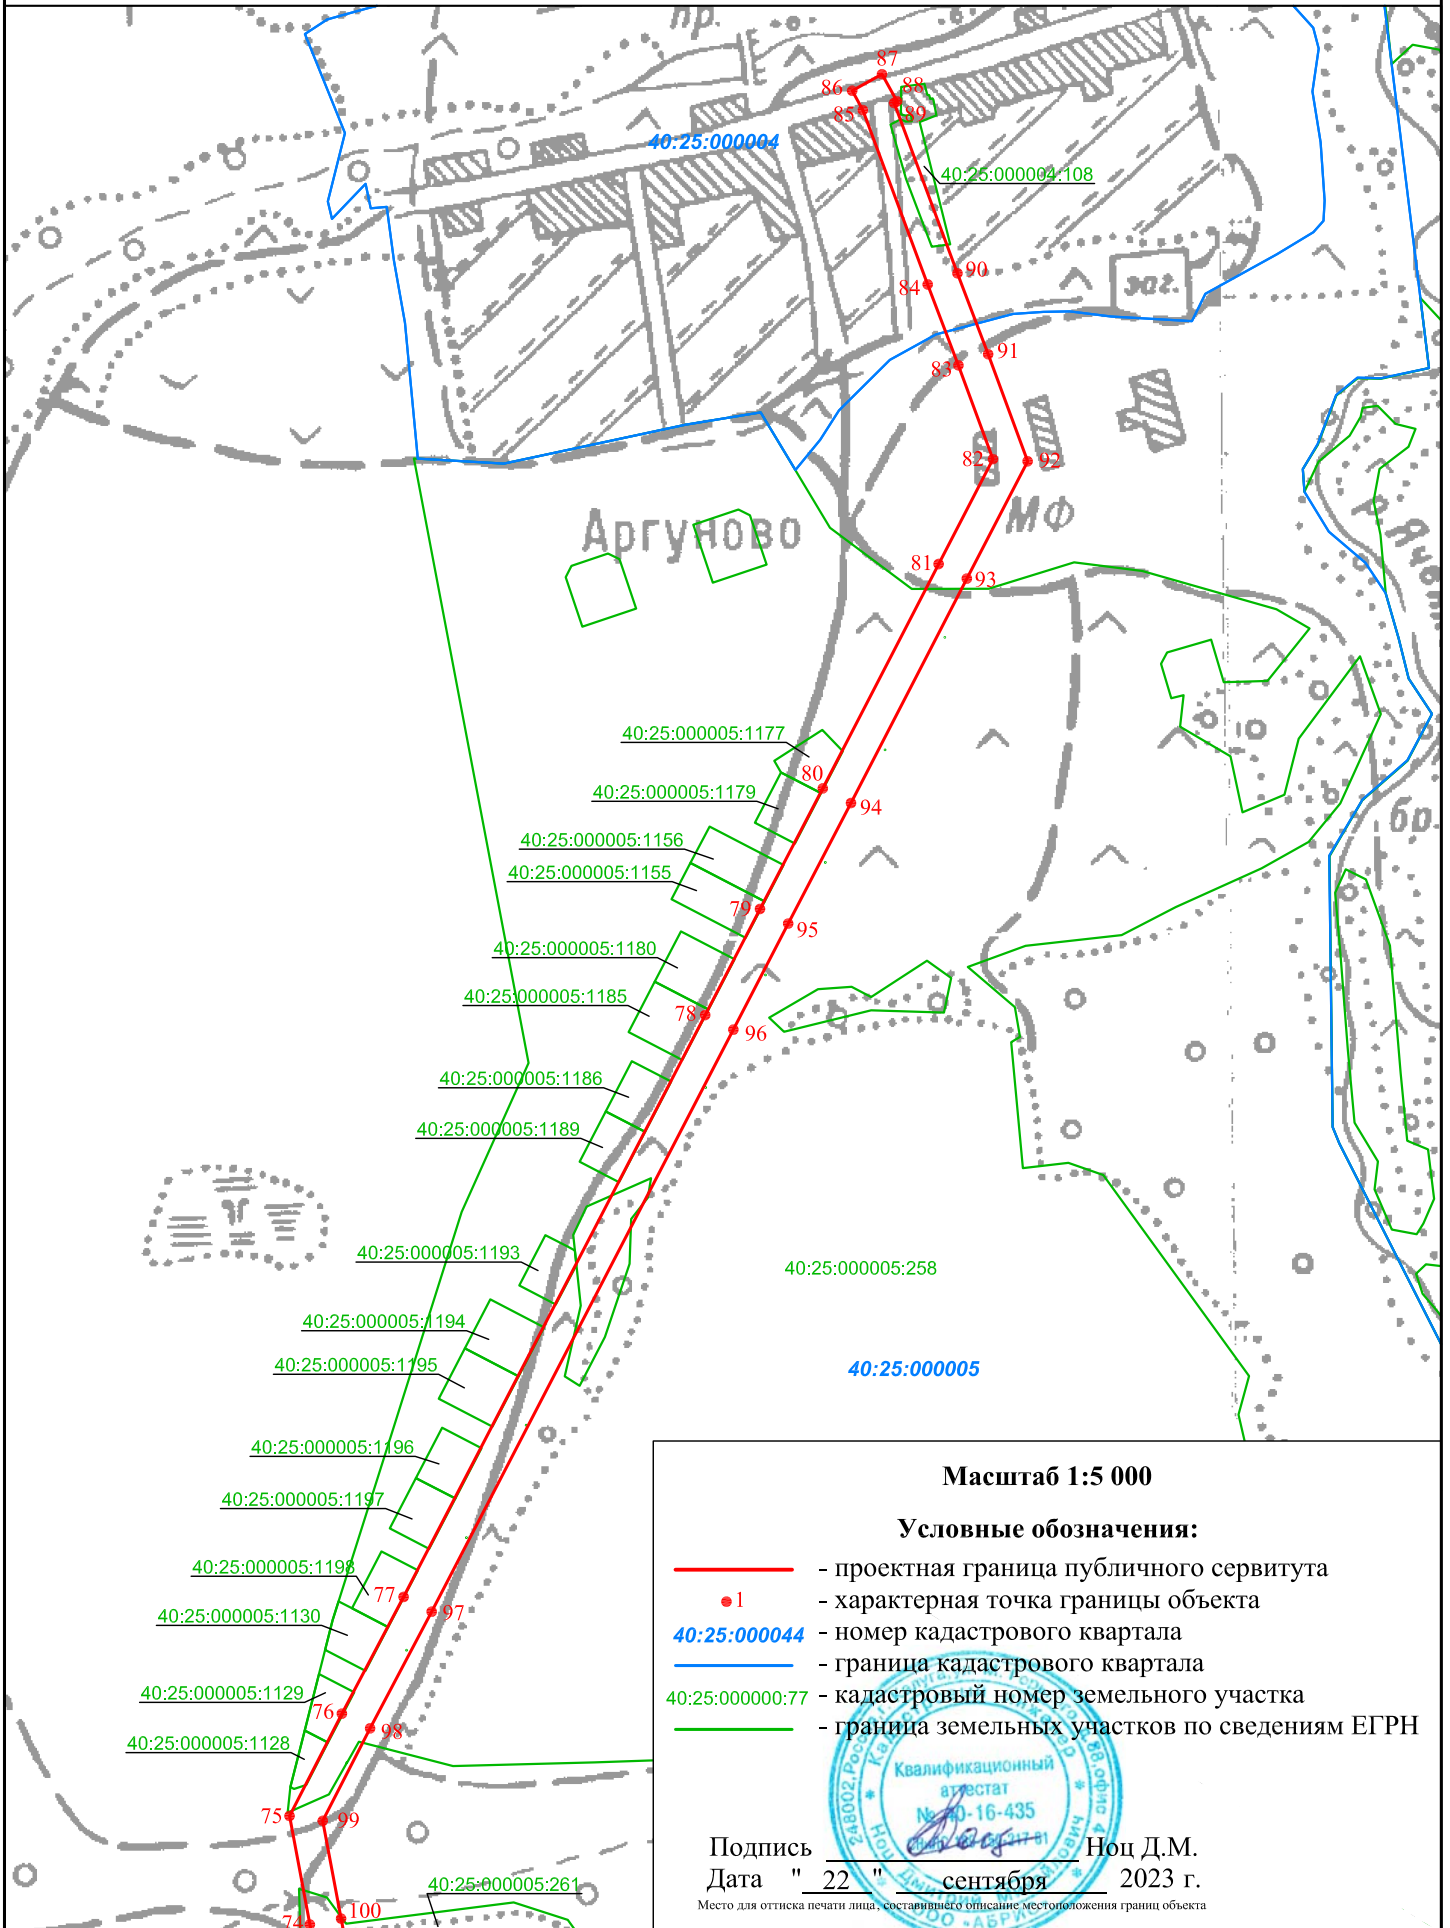 пр.
87
86
88
85
89
40:25:000004
40:25:000004:108
90
84
заг.
91
83
82
92
МФ
Аргуново
81
93
40:25:000005:1177
80
40:25:000005:1179
94
бр.
40:25:000005:1156
40:25:000005:1155
79
95
40:25:000005:1180
40:25:000005:1185
78
96
40:25:000005:1186
40:25:000005:1189
40:25:000005:1193
40:25:000005:258
40:25:000005:1194
40:25:000005:1195
40:25:000005
40:25:000005:1196
40:25:000005:1197
40:25:000005:1198
77
97
40:25:000005:1130
40:25:000005:1129
76
98
40:25:000005:1128
75
99
40:25:000005:261
100
74
Масштаб 1:5 000
Условные обозначения:
- проектная граница публичного сервитута
1 - характерная точка границы объекта
40:25:000044 - номер кадастрового квартала
- граница кадастрового квартала
40:25:000000:77 - кадастровый номер земельного участка
- граница земельных участков по сведениям ЕГРН
Квалификационный
аттестат
№ 40-16-435
Подпись Ноц Д.М.
Дата " 22 " сентября 2023 г.
Место для оттиска печати лица, составившего описание местоположения границ объекта